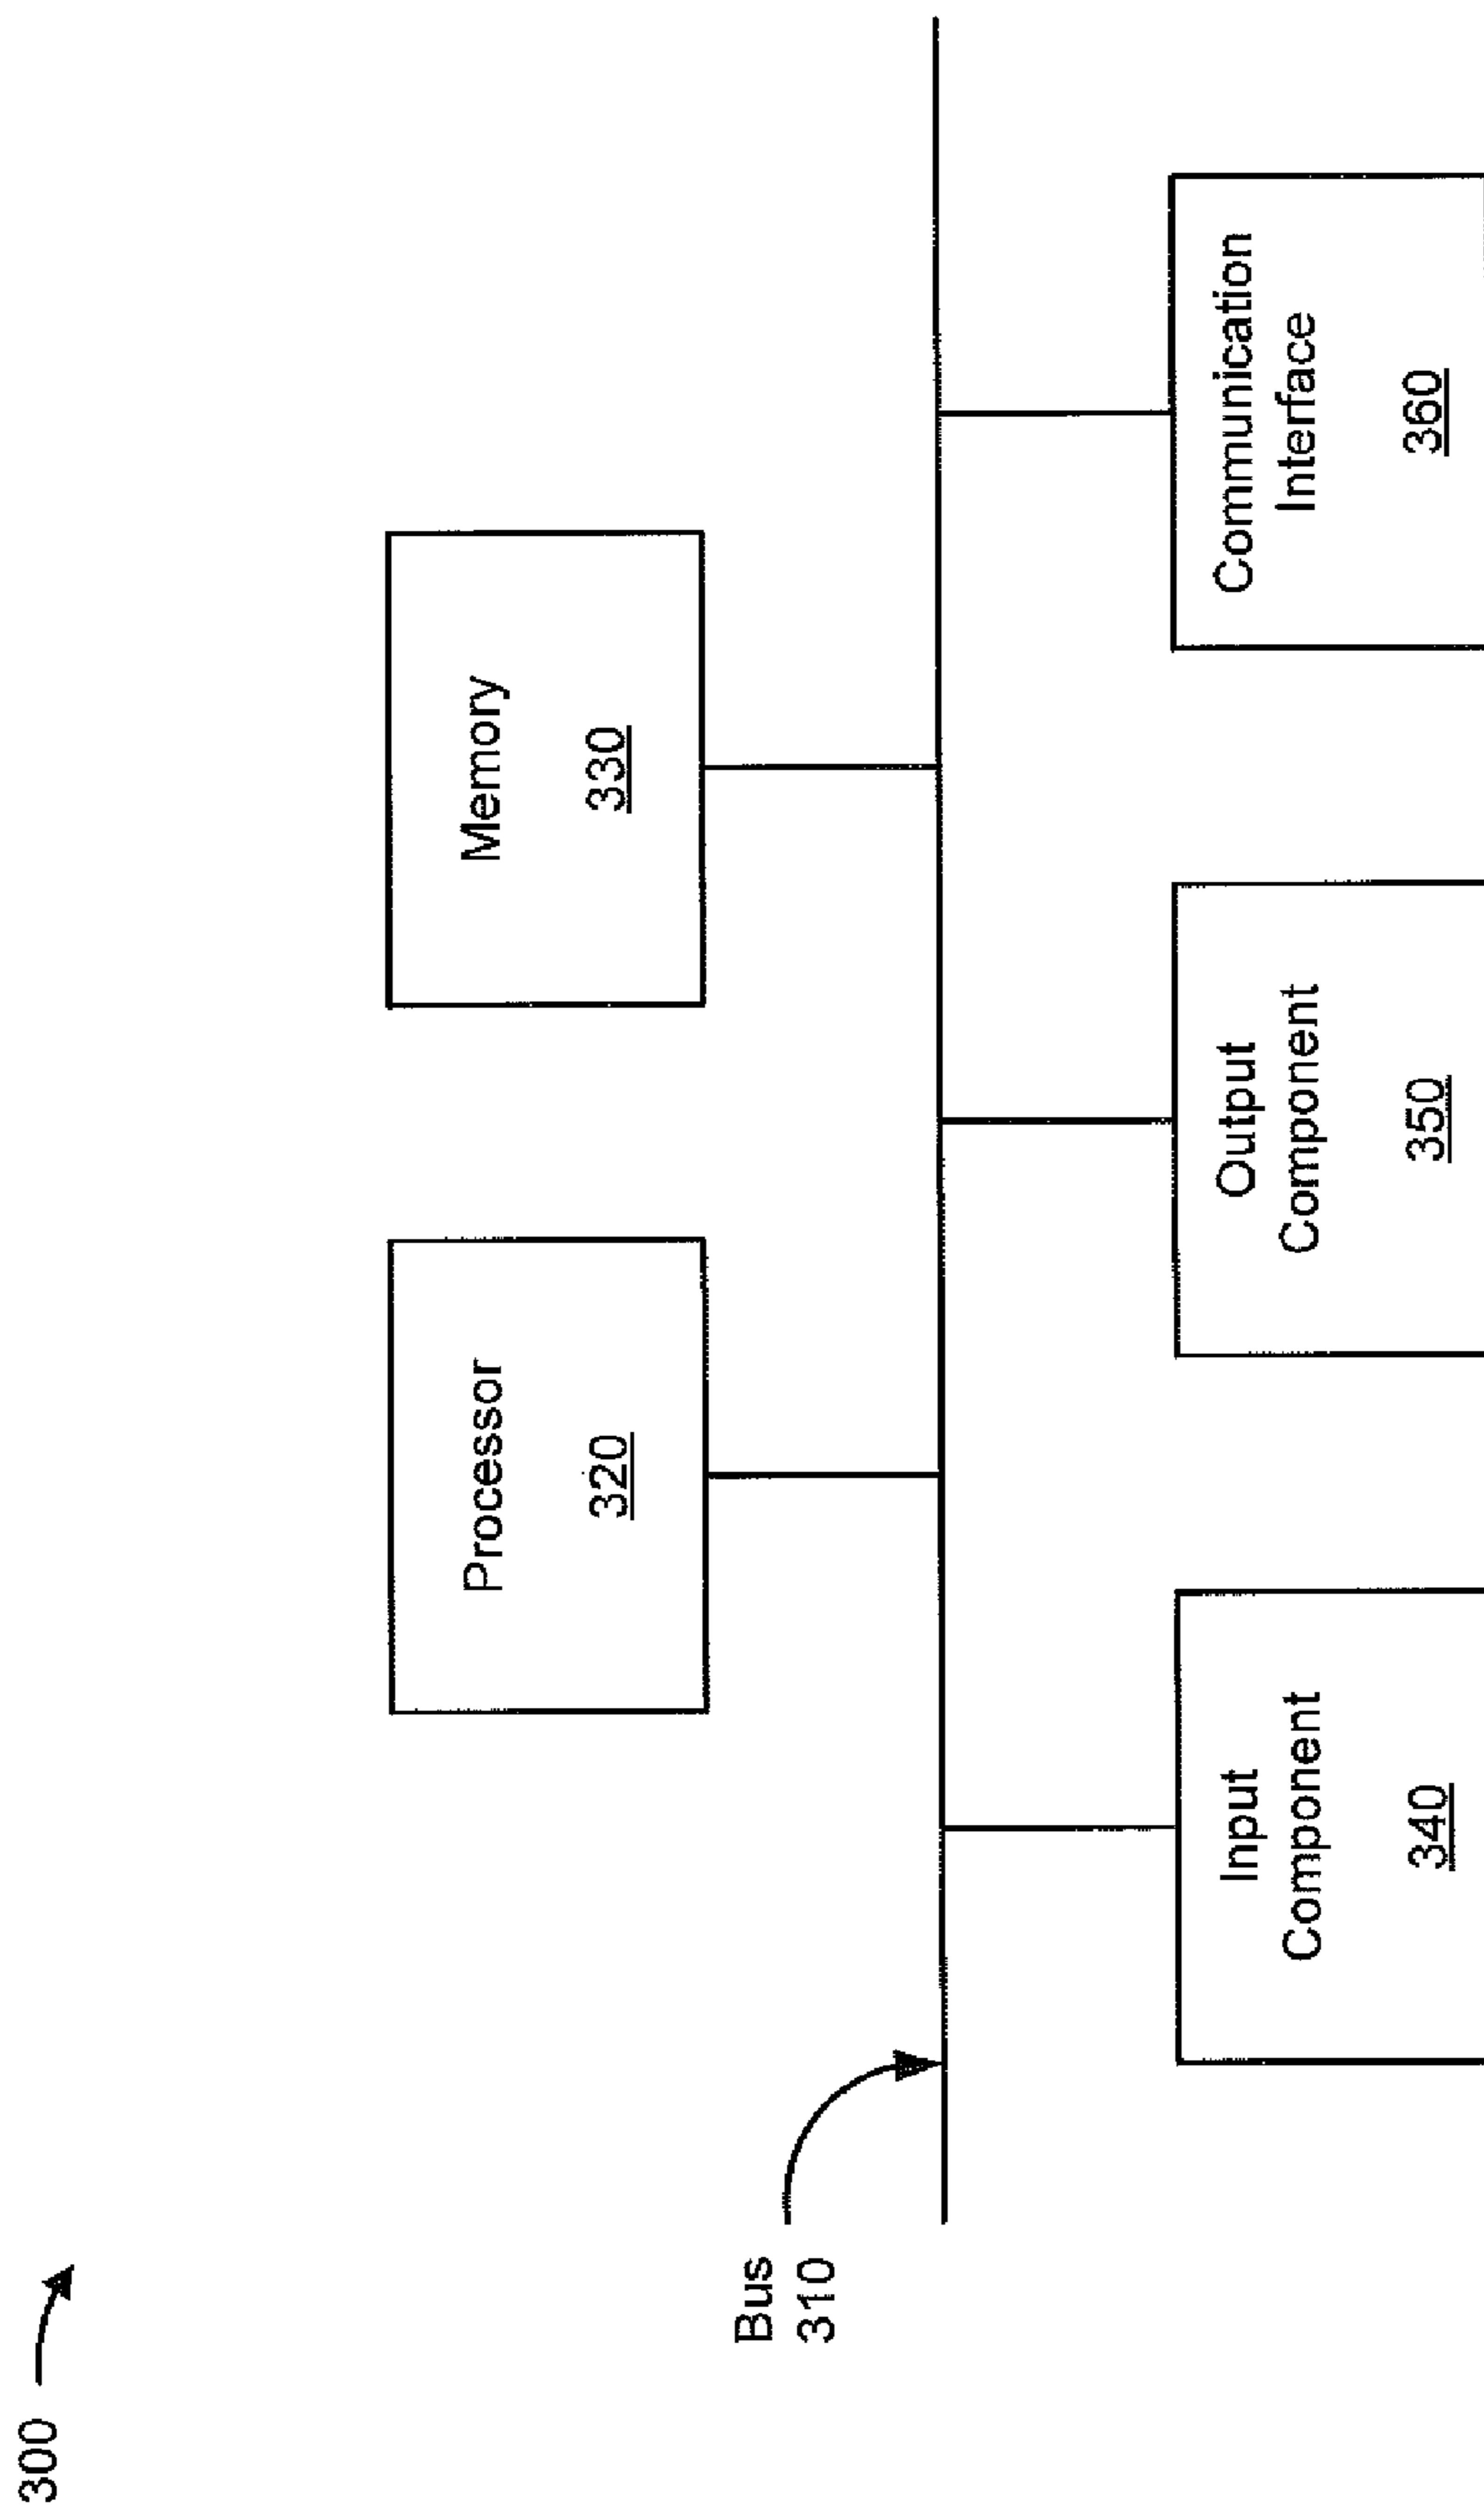 300
Processor
320
Memory
330
Bus
310
Input
Component
340
Output
Component
350
Communication
Interface
360